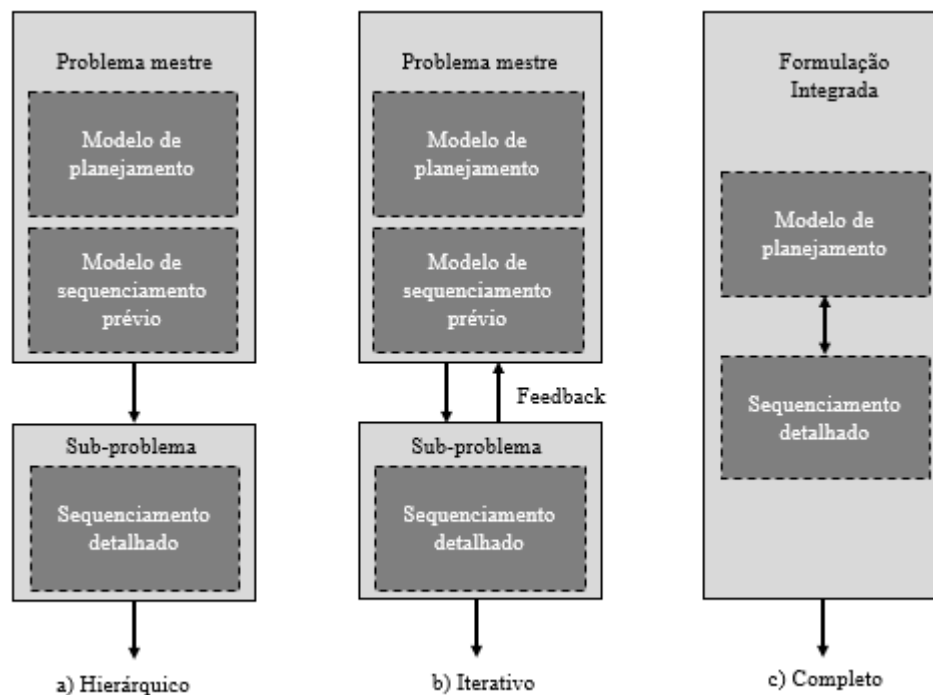 Problema mestre
Modelo de
planejamento
Modelo de
sequenciamento
prévio
Sub-problema
Sequenciamento
detalhado
a) Hierárquico
Problema mestre
Modelo de
planejamento
Modelo de
sequenciamento
prévio
Feedback
Sub-problema
Sequenciamento
detalhado
b) Iterativo
Formulação
Integrada
Modelo de
planejamento
Sequenciamento
detalhado
c) Completo